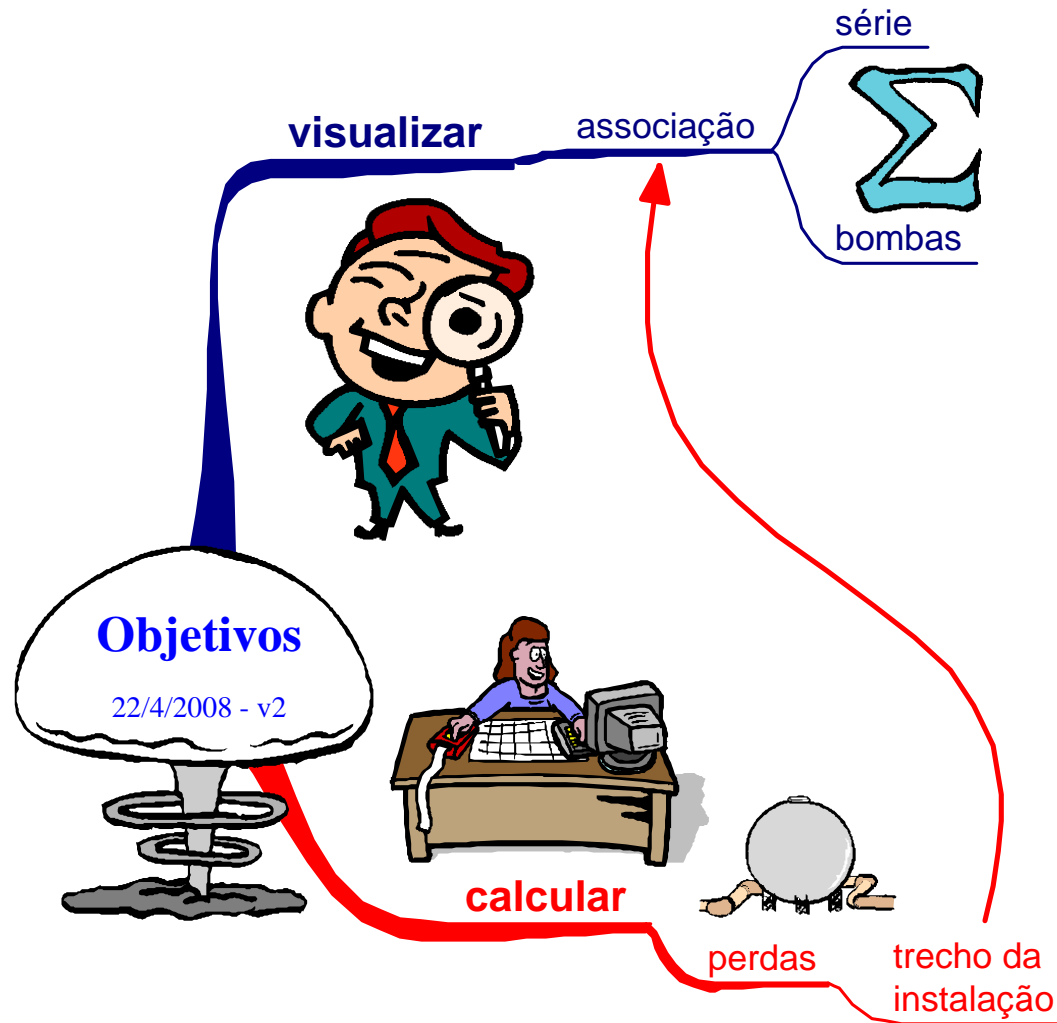 série
visualizar
associação
bombas
Objetivos
22/4/2008 - v2
calcular
perdas
trecho da
instalação